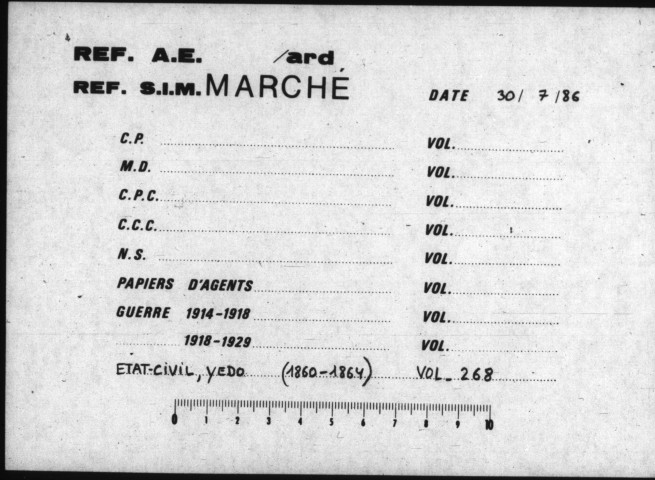 REF. A.E. /ard
REF. S.I.M. MARCHÉ
DATE 30/ 7 /86
C.P. VOL.
M.D. VOL.
C.P.C. VOL.
C.C.C. VOL.
N.S. VOL.
PAPIERS D'AGENTS VOL.
GUERRE 1914-1918 VOL.
1918-1929 VOL.
ETAT-CIVIL, YEDO (1860-1864) VOL_ 268
0 1 2 3 4 5 6 7 8 9 10